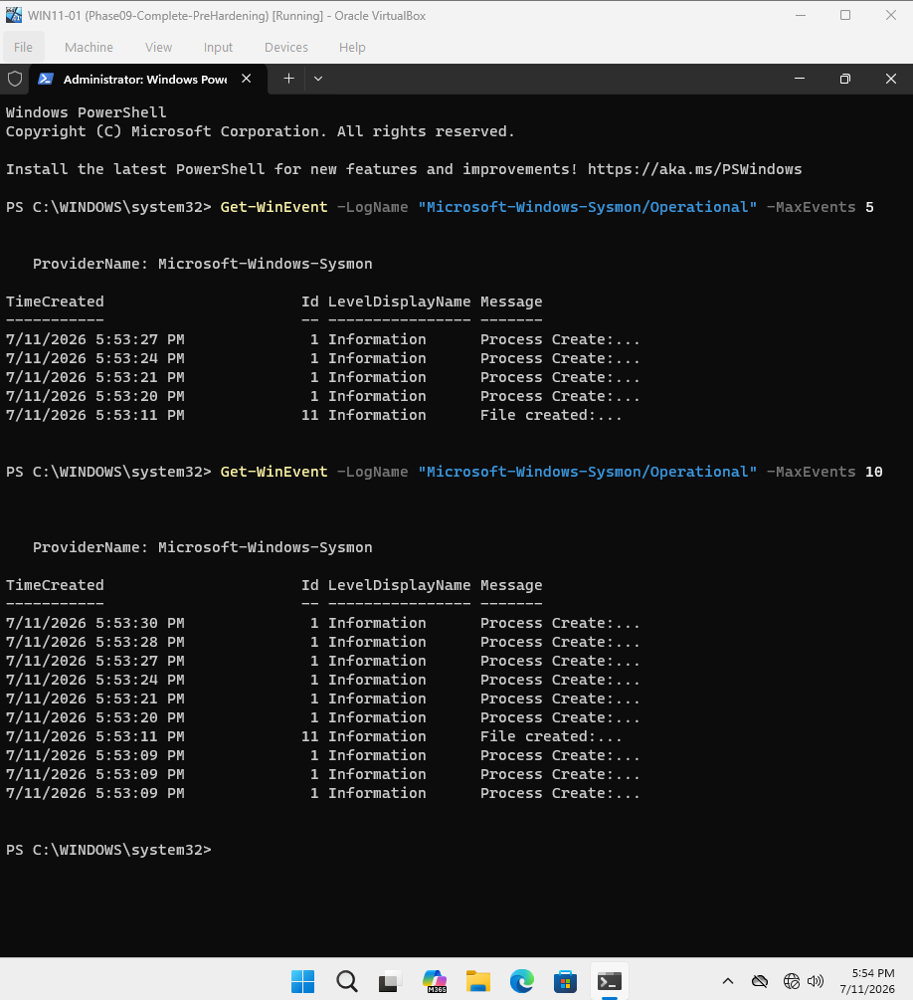 WIN11-01 (Phase09-Complete-PreHardening) [Running] - Oracle VirtualBox
File Machine View Input Devices Help
Administrator: Windows Powe
Windows PowerShell
Copyright (C) Microsoft Corporation. All rights reserved.
Install the latest PowerShell for new features and improvements! https://aka.ms/PSWindows
PS C:\WINDOWS\system32> Get-WinEvent -LogName "Microsoft-Windows-Sysmon/Operational" -MaxEvents 5
ProviderName: Microsoft-Windows-Sysmon
TimeCreated Id LevelDisplayName Message
----------- -- ---------------- -------
7/11/2026 5:53:27 PM 1 Information Process Create:...
7/11/2026 5:53:24 PM 1 Information Process Create:...
7/11/2026 5:53:21 PM 1 Information Process Create:...
7/11/2026 5:53:20 PM 1 Information Process Create:...
7/11/2026 5:53:11 PM 11 Information File created:...
PS C:\WINDOWS\system32> Get-WinEvent -LogName "Microsoft-Windows-Sysmon/Operational" -MaxEvents 10
ProviderName: Microsoft-Windows-Sysmon
TimeCreated Id LevelDisplayName Message
----------- -- ---------------- -------
7/11/2026 5:53:30 PM 1 Information Process Create:...
7/11/2026 5:53:28 PM 1 Information Process Create:...
7/11/2026 5:53:27 PM 1 Information Process Create:...
7/11/2026 5:53:24 PM 1 Information Process Create:...
7/11/2026 5:53:21 PM 1 Information Process Create:...
7/11/2026 5:53:20 PM 1 Information Process Create:...
7/11/2026 5:53:11 PM 11 Information File created:...
7/11/2026 5:53:09 PM 1 Information Process Create:...
7/11/2026 5:53:09 PM 1 Information Process Create:...
7/11/2026 5:53:09 PM 1 Information Process Create:...
PS C:\WINDOWS\system32>
M365
5:54 PM
7/11/2026